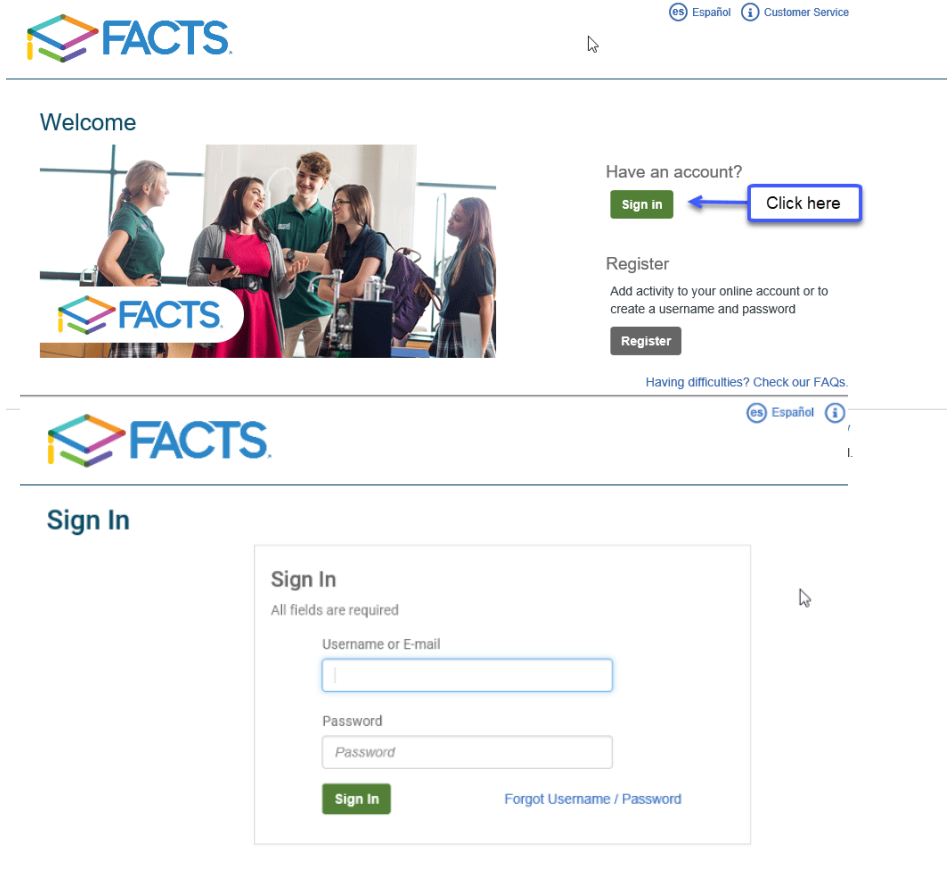 FACTS
es Español i Customer Service
Welcome
Have an account?
Sign in
Click here
Register
Add activity to your online account or to
create a username and password
Register
FACTS
Having difficulties? Check our FAQs.
FACTS
es Español i
l.
Sign In
Sign In
All fields are required
Username or E-mail
Password
Password
Sign In Forgot Username / Password